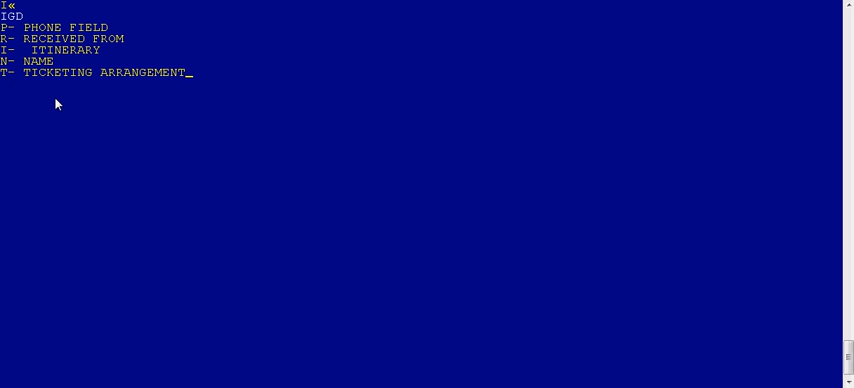 I«
IGD
P- PHONE FIELD
R- RECEIVED FROM
I-  ITINERARY
N- NAME
T- TICKETING ARRANGEMENT_